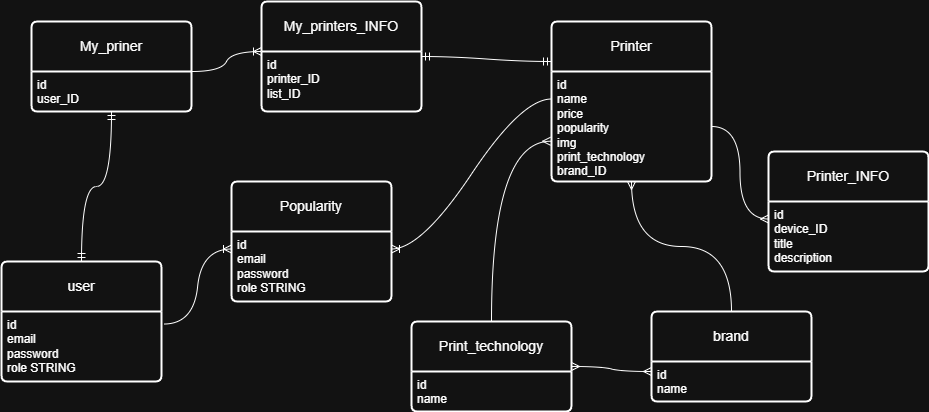 My_priner
id
user_ID
My_printers_INFO
id
printer_ID
list_ID
Printer
id
name
price
popularity
img
print_technology
brand_ID
Printer_INFO
id
device_ID
title
description
Popularity
id
email
password
role STRING
user
id
email
password
role STRING
Print_technology
id
name
brand
id
name